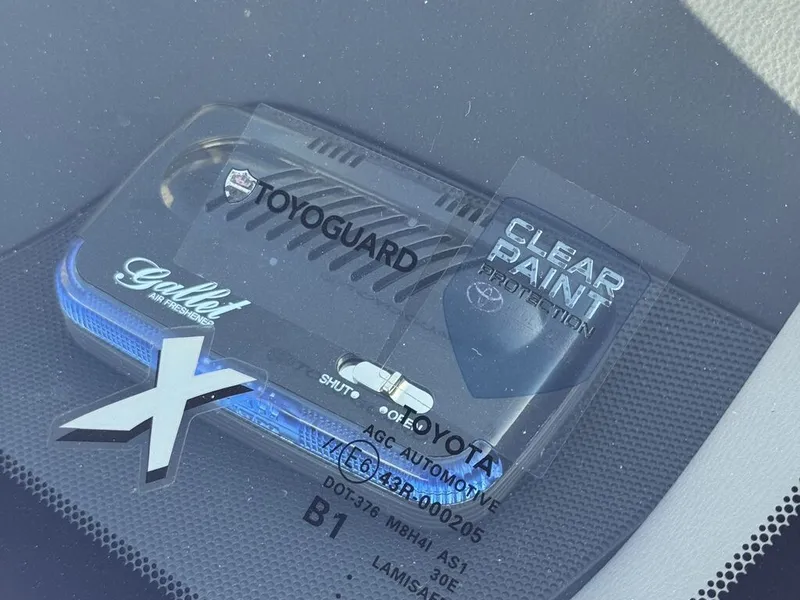 TOYOGUARD
CLEAR
PAINT
PROTECTION
Gallet
AIR FRESHENER
X
SHUT
OPEN
TOYOTA
AGC AUTOMOTIVE
E6 43R-000205
DOT-376 M8H4I AS1
B1
30E